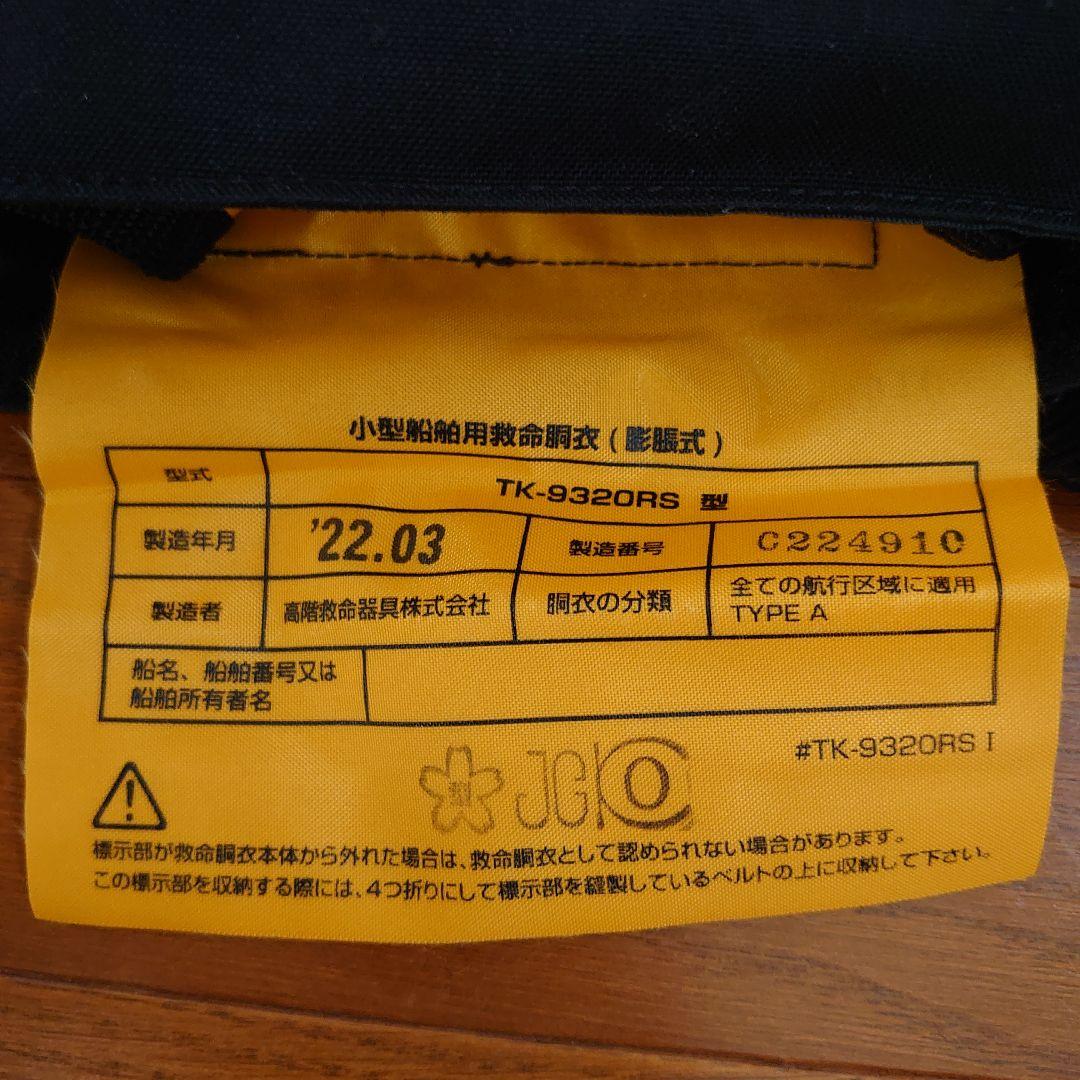 小型船舶用救命胴衣(膨脹式)
型式 TK-9320RS 型
製造年月 '22.03 製造番号 C224910
製造者 高階救命器具株式会社 胴衣の分類 全ての航行区域に適用
TYPE A
船名、船舶番号又は
船舶所有者名
#TK-9320RS I
型 JCI
標示部が救命胴衣本体から外れた場合は、救命胴衣として認められない場合があります。
この標示部を収納する際には、4つ折りにして標示部を縫製しているベルトの上に収納して下さい。